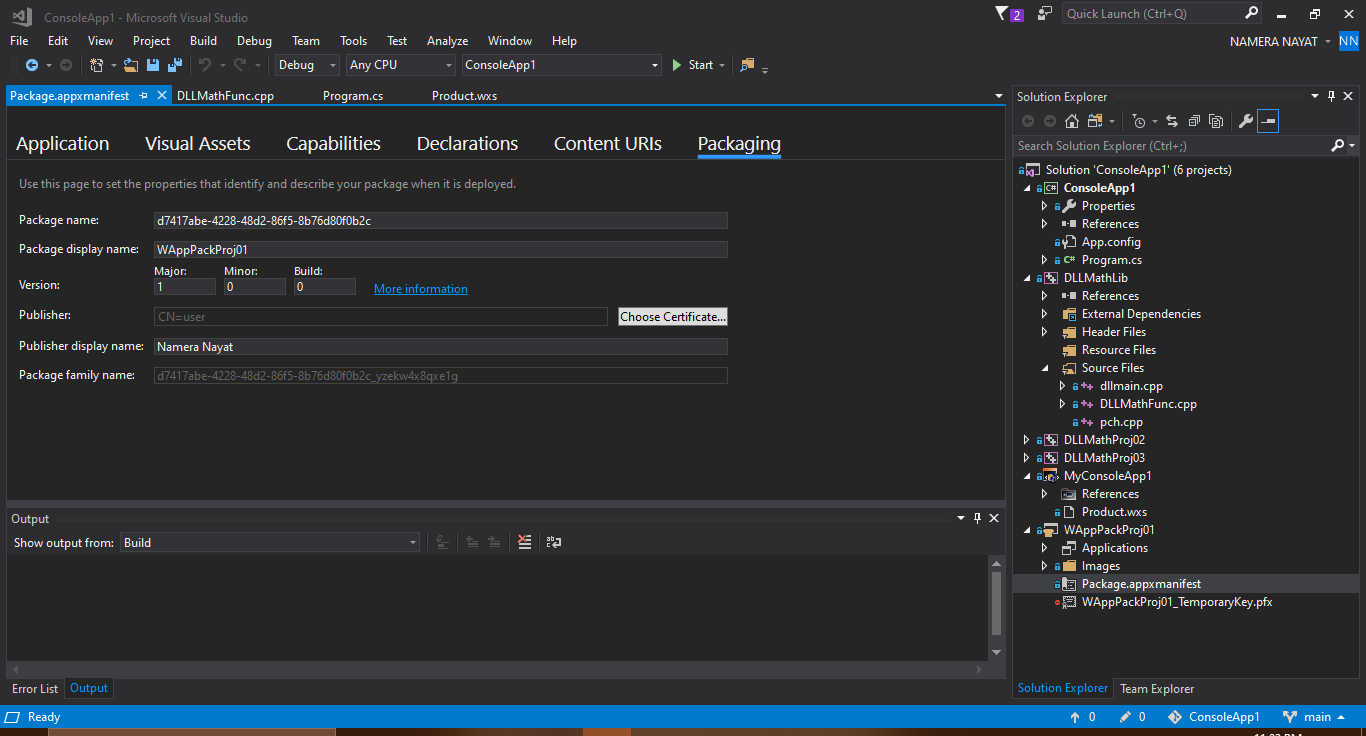 ConsoleApp1 - Microsoft Visual Studio
2
Quick Launch (Ctrl+Q)
File Edit View Project Build Debug Team Tools Test Analyze Window Help
NAMERA NAYAT NN
Debug Any CPU ConsoleApp1 Start
Package.appxmanifest DLLMathFunc.cpp Program.cs Product.wxs
Application Visual Assets Capabilities Declarations Content URIs Packaging
Use this page to set the properties that identify and describe your package when it is deployed.
Package name: d7417abe-4228-48d2-86f5-8b76d80f0b2c
Package display name: WAppPackProj01
Major: Minor: Build:
Version: 1 0 0 More information
Publisher: CN=user Choose Certificate...
Publisher display name: Namera Nayat
Package family name: d7417abe-4228-48d2-86f5-8b76d80f0b2c_yzekw4x8qxe1g
Output
Show output from: Build
Error List Output
Solution Explorer
Search Solution Explorer (Ctrl+;)
Solution 'ConsoleApp1' (6 projects)
C# ConsoleApp1
Properties
References
App.config
C# Program.cs
DLLMathLib
References
External Dependencies
Header Files
Resource Files
Source Files
dllmain.cpp
DLLMathFunc.cpp
pch.cpp
DLLMathProj02
DLLMathProj03
MyConsoleApp1
References
Product.wxs
WAppPackProj01
Applications
Images
Package.appxmanifest
WAppPackProj01_TemporaryKey.pfx
Solution Explorer Team Explorer
Ready 0 0 ConsoleApp1 main